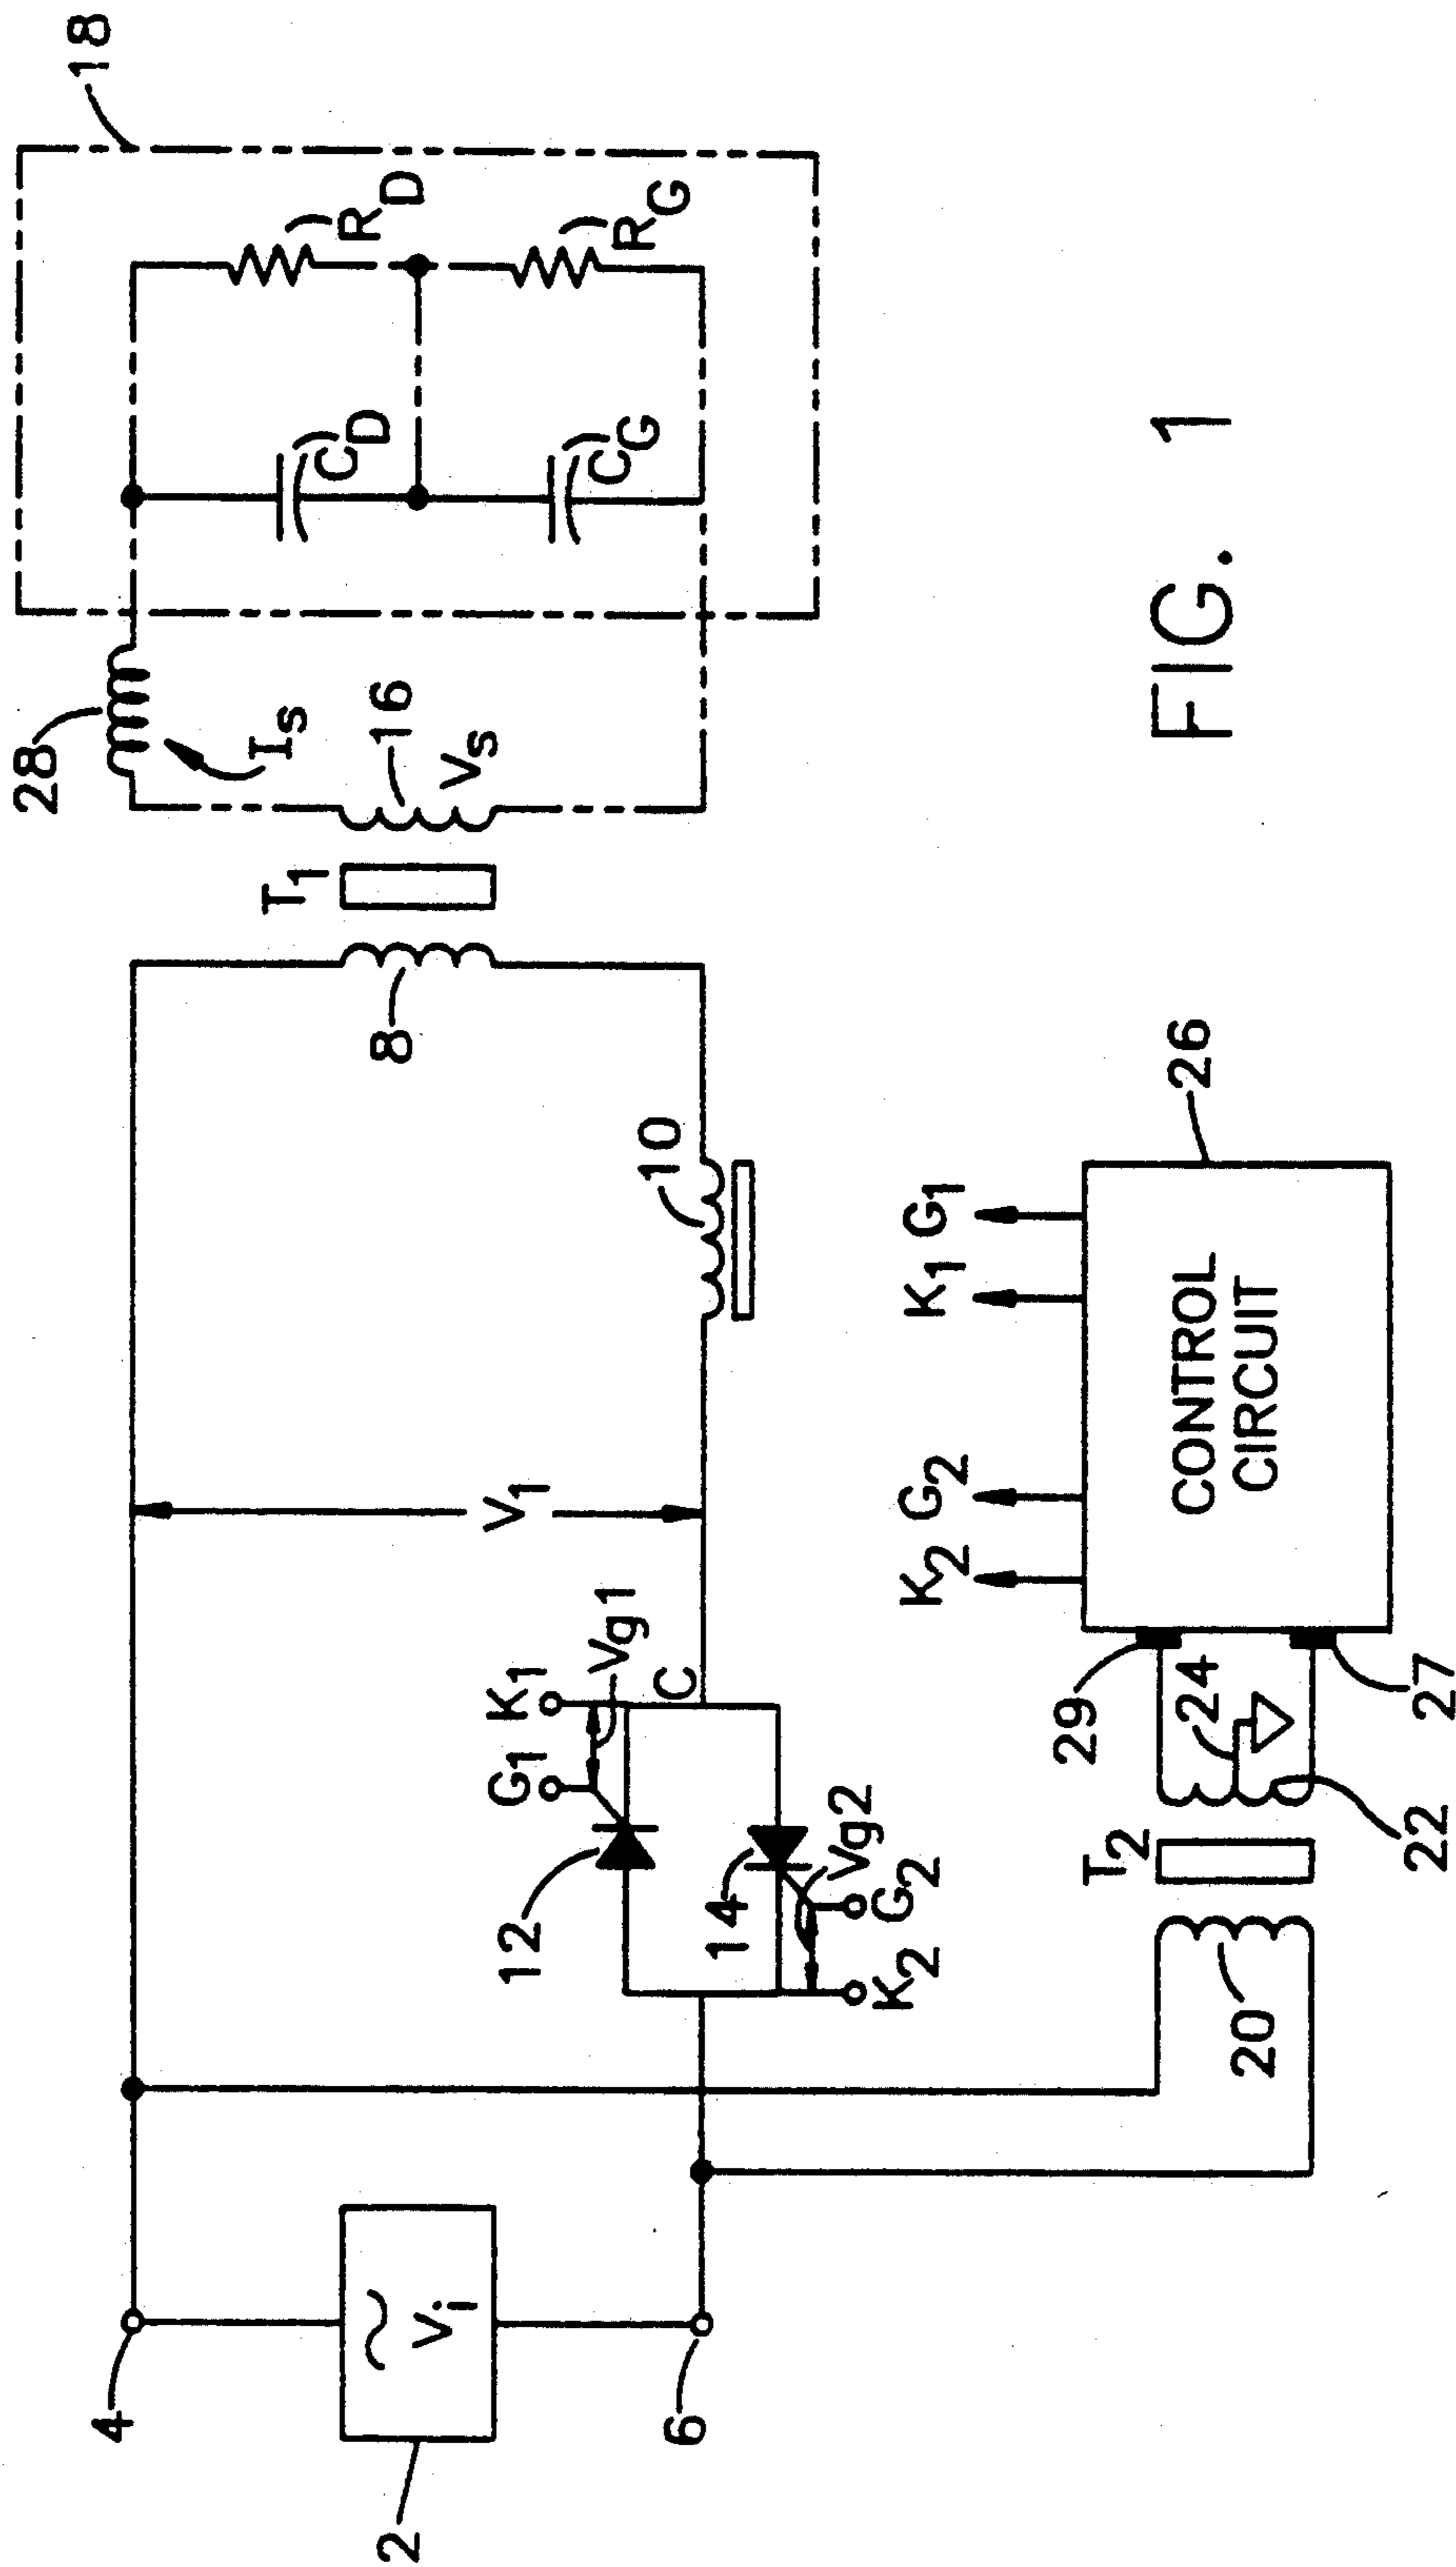 18
28
I_s
R_D
C_D
T_1
16
V_s
R_G
C_G
8
V_1
10
4
2
V_i
6
12
G_1
K_1
Vg1
C
14
Vg2
K_2
G_2
20
T_2
22
24
29
27
K_2
G_2
K_1
G_1
CONTROL
CIRCUIT
26
FIG. 1